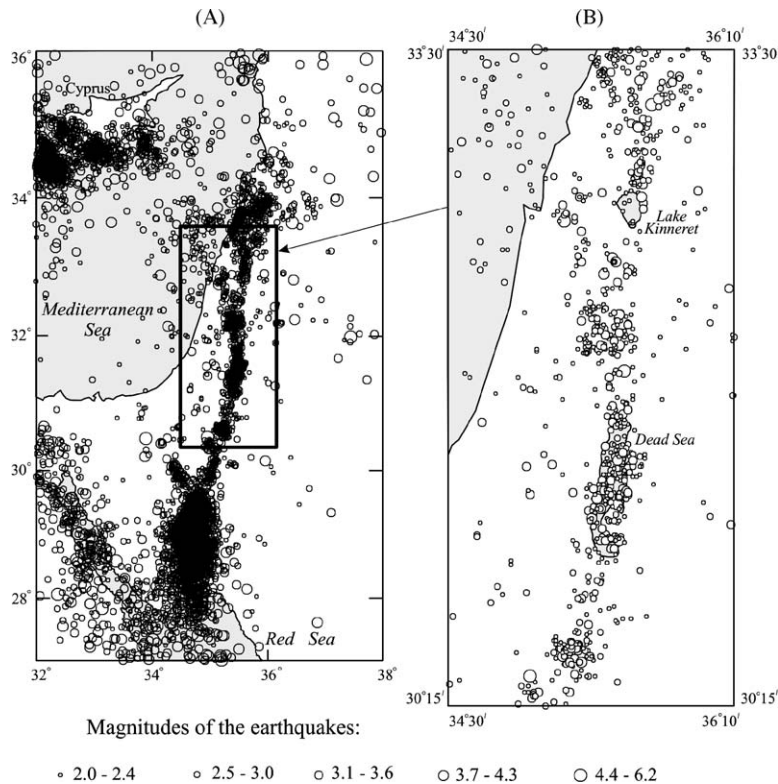 (A)
(B)
36°
34°
32°
30°
28°
32°
34°
36°
38°
Cyprus
Mediterranean
Sea
Red Sea
34°30′
36°10′
33°30′
33°30′
Lake
Kinneret
Dead Sea
30°15′
30°15′
34°30′
36°10′
Magnitudes of the earthquakes:
2.0 - 2.4 2.5 - 3.0 3.1 - 3.6 3.7 - 4.3 4.4 - 6.2